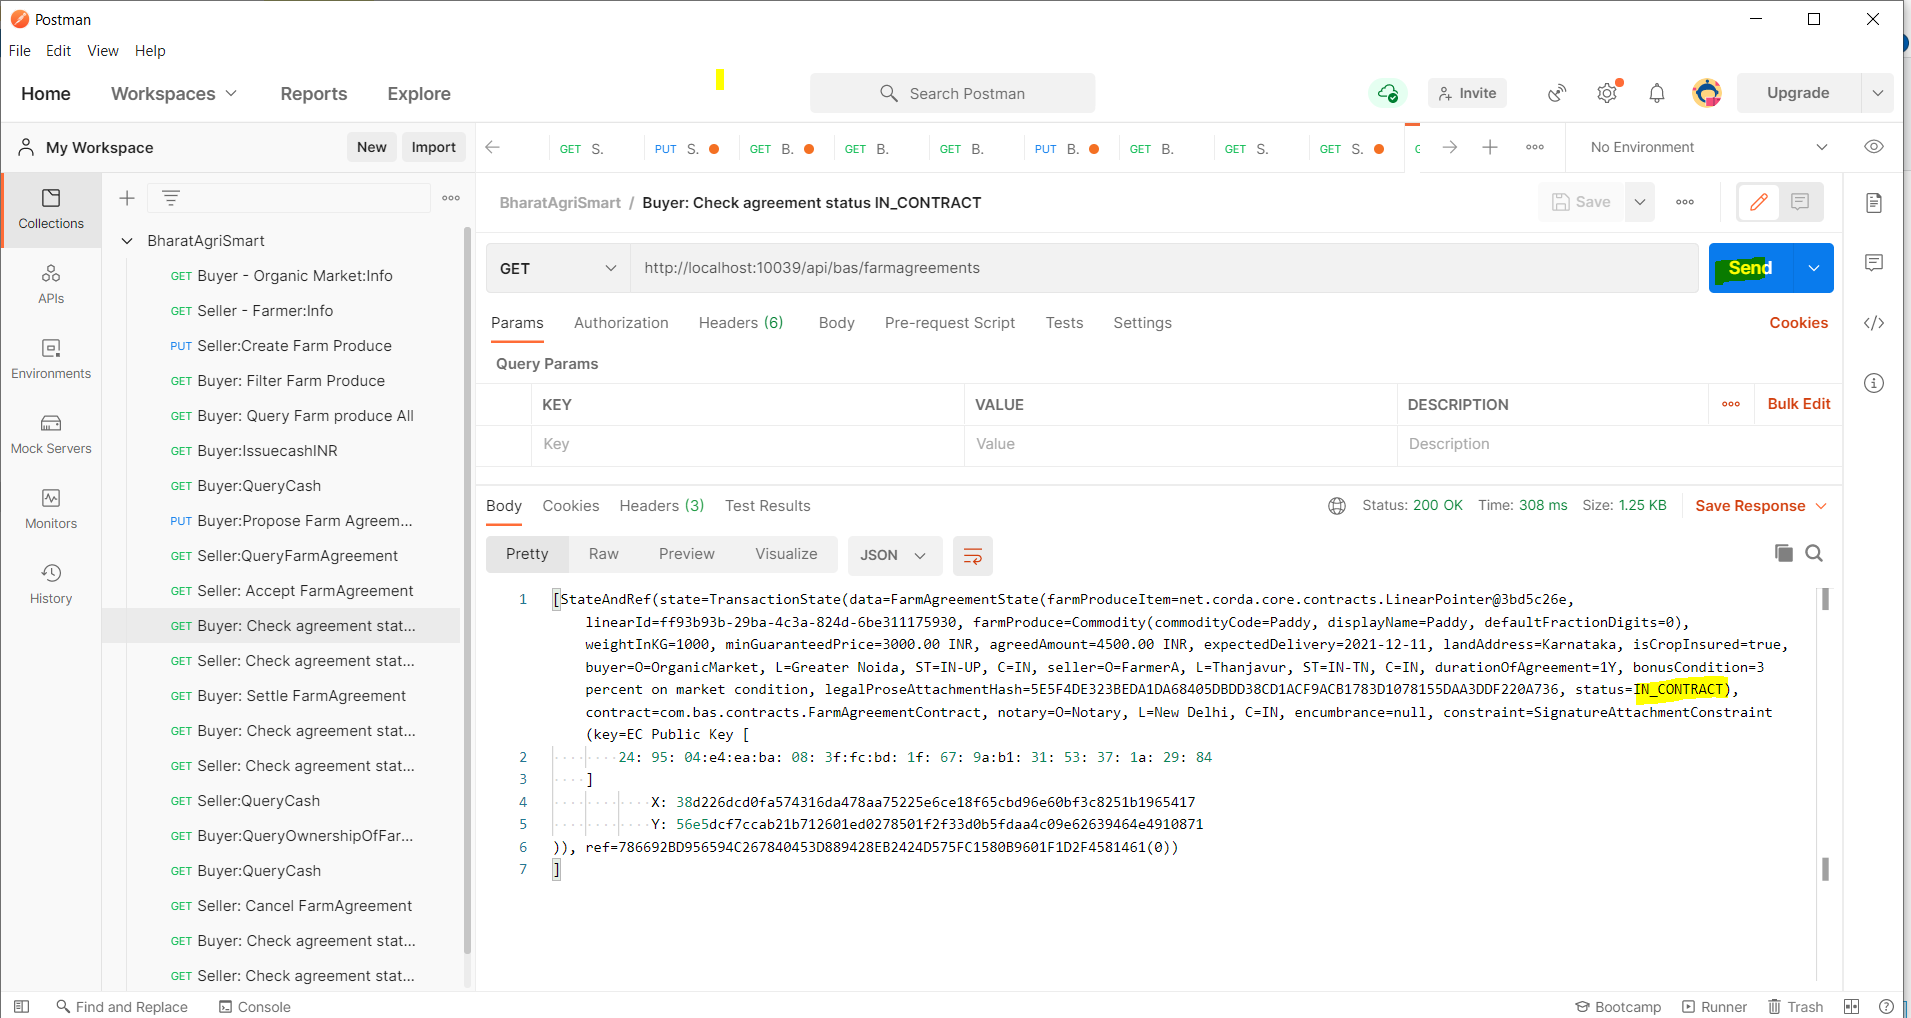 Postman
File Edit View Help
Home Workspaces Reports Explore Search Postman Invite Upgrade
My Workspace New Import GET S. PUT S. GET B. GET B. GET B. PUT B. GET B. GET S. GET S. No Environment
Collections
APIs
Environments
Mock Servers
Monitors
History
BharatAgriSmart
GET Buyer - Organic Market:Info
GET Seller - Farmer:Info
PUT Seller:Create Farm Produce
GET Buyer: Filter Farm Produce
GET Buyer: Query Farm produce All
GET Buyer:IssuecashINR
GET Buyer:QueryCash
PUT Buyer:Propose Farm Agreem...
GET Seller:QueryFarmAgreement
GET Seller: Accept FarmAgreement
GET Buyer: Check agreement stat...
GET Seller: Check agreement stat...
GET Buyer: Settle FarmAgreement
GET Buyer: Check agreement stat...
GET Seller: Check agreement stat...
GET Seller:QueryCash
GET Buyer:QueryOwnershipOfFar...
GET Buyer:QueryCash
GET Seller: Cancel FarmAgreement
GET Buyer: Check agreement stat...
GET Seller: Check agreement stat...
BharatAgriSmart / Buyer: Check agreement status IN_CONTRACT Save
GET http://localhost:10039/api/bas/farmagreements Send
Params Authorization Headers (6) Body Pre-request Script Tests Settings Cookies
Query Params
KEY VALUE DESCRIPTION Bulk Edit
Key Value Description
Body Cookies Headers (3) Test Results Status: 200 OK Time: 308 ms Size: 1.25 KB Save Response
Pretty Raw Preview Visualize JSON
1 [StateAndRef(state=TransactionState(data=FarmAgreementState(farmProduceItem=net.corda.core.contracts.LinearPointer@3bd5c26e,
linearId=ff93b93b-29ba-4c3a-824d-6be311175930, farmProduce=Commodity(commodityCode=Paddy, displayName=Paddy, defaultFractionDigits=0),
weightInKG=1000, minGuaranteedPrice=3000.00 INR, agreedAmount=4500.00 INR, expectedDelivery=2021-12-11, landAddress=Karnataka, isCropInsured=true,
buyer=O=OrganicMarket, L=Greater Noida, ST=IN-UP, C=IN, seller=O=FarmerA, L=Thanjavur, ST=IN-TN, C=IN, durationOfAgreement=1Y, bonusCondition=3
percent on market condition, legalProseAttachmentHash=5E5F4DE323BEDA1DA68405DBDD38CD1ACF9ACB1783D1078155DAA3DDF220A736, status=IN_CONTRACT),
contract=com.bas.contracts.FarmAgreementContract, notary=O=Notary, L=New Delhi, C=IN, encumbrance=null, constraint=SignatureAttachmentConstraint
(key=EC Public Key [
2 24: 95: 04:e4:ea:ba: 08: 3f:fc:bd: 1f: 67: 9a:b1: 31: 53: 37: 1a: 29: 84
3 ]
4 X: 38d226dcd0fa574316da478aa75225e6ce18f65cbd96e60bf3c8251b1965417
5 Y: 56e5dcf7ccab21b712601ed0278501f2f33d0b5fdaa4c09e62639464e4910871
6 )), ref=786692BD956594C267840453D889428EB2424D575FC1580B9601F1D2F4581461(0))
7 ]
Find and Replace Console Bootcamp Runner Trash